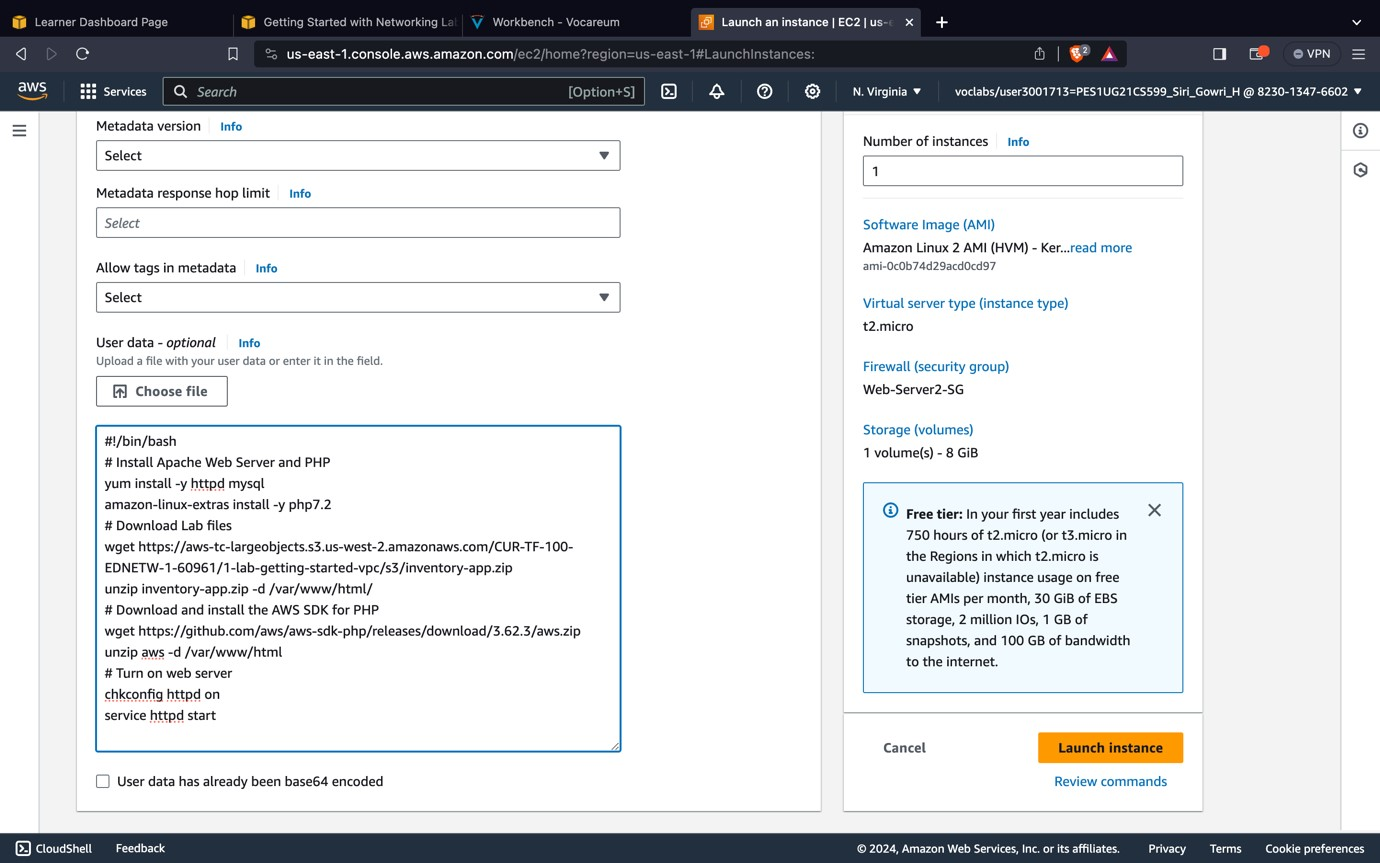 Learner Dashboard Page
Getting Started with Networking La
Workbench - Vocareum
Launch an instance | EC2 | us-e
us-east-1.console.aws.amazon.com/ec2/home?region=us-east-1#LaunchInstances:
2
VPN
aws
Services
Search
[Option+S]
N. Virginia
voclabs/user3001713=PES1UG21CS599_Siri_Gowri_H @ 8230-1347-6602
Metadata version
Info
Select
Metadata response hop limit
Info
Select
Allow tags in metadata
Info
Select
User data - optional
Info
Upload a file with your user data or enter it in the field.
Choose file
#!/bin/bash
# Install Apache Web Server and PHP
yum install -y httpd mysql
amazon-linux-extras install -y php7.2
# Download Lab files
wget https://aws-tc-largeobjects.s3.us-west-2.amazonaws.com/CUR-TF-100-
EDNETW-1-60961/1-lab-getting-started-vpc/s3/inventory-app.zip
unzip inventory-app.zip -d /var/www/html/
# Download and install the AWS SDK for PHP
wget https://github.com/aws/aws-sdk-php/releases/download/3.62.3/aws.zip
unzip aws -d /var/www/html
# Turn on web server
chkconfig httpd on
service httpd start
User data has already been base64 encoded
Number of instances
Info
1
Software Image (AMI)
Amazon Linux 2 AMI (HVM) - Ker...read more
ami-0c0b74d29acd0cd97
Virtual server type (instance type)
t2.micro
Firewall (security group)
Web-Server2-SG
Storage (volumes)
1 volume(s) - 8 GiB
Free tier: In your first year includes
750 hours of t2.micro (or t3.micro in
the Regions in which t2.micro is
unavailable) instance usage on free
tier AMIs per month, 30 GiB of EBS
storage, 2 million IOs, 1 GB of
snapshots, and 100 GB of bandwidth
to the internet.
Cancel
Launch instance
Review commands
CloudShell
Feedback
© 2024, Amazon Web Services, Inc. or its affiliates.
Privacy
Terms
Cookie preferences